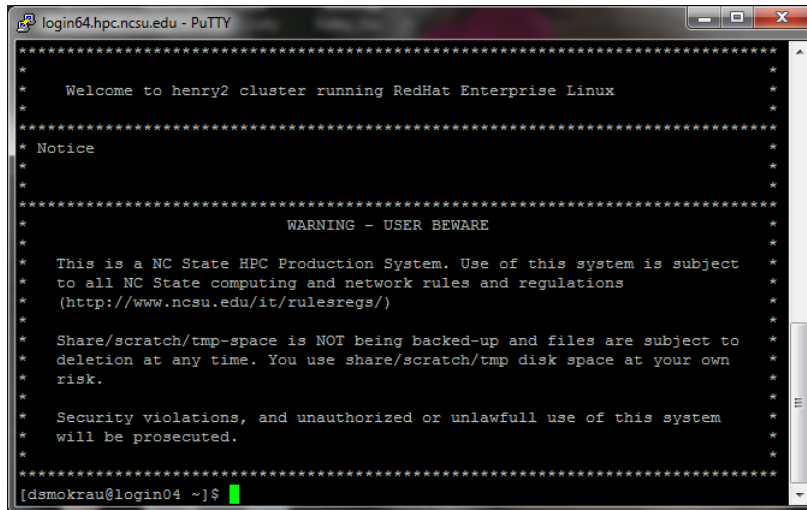 login64.hpc.ncsu.edu - PuTTY
*******************************************************************************
* *
* Welcome to henry2 cluster running RedHat Enterprise Linux *
* *
*******************************************************************************
* Notice *
* *
* *
*******************************************************************************
* WARNING - USER BEWARE *
* *
* This is a NC State HPC Production System. Use of this system is subject *
* to all NC State computing and network rules and regulations *
* (http://www.ncsu.edu/it/rulesregs/) *
* *
* Share/scratch/tmp-space is NOT being backed-up and files are subject to *
* deletion at any time. You use share/scratch/tmp disk space at your own *
* risk. *
* *
* Security violations, and unauthorized or unlawfull use of this system *
* will be prosecuted. *
* *
*******************************************************************************
[dsmokrau@login04 ~]$